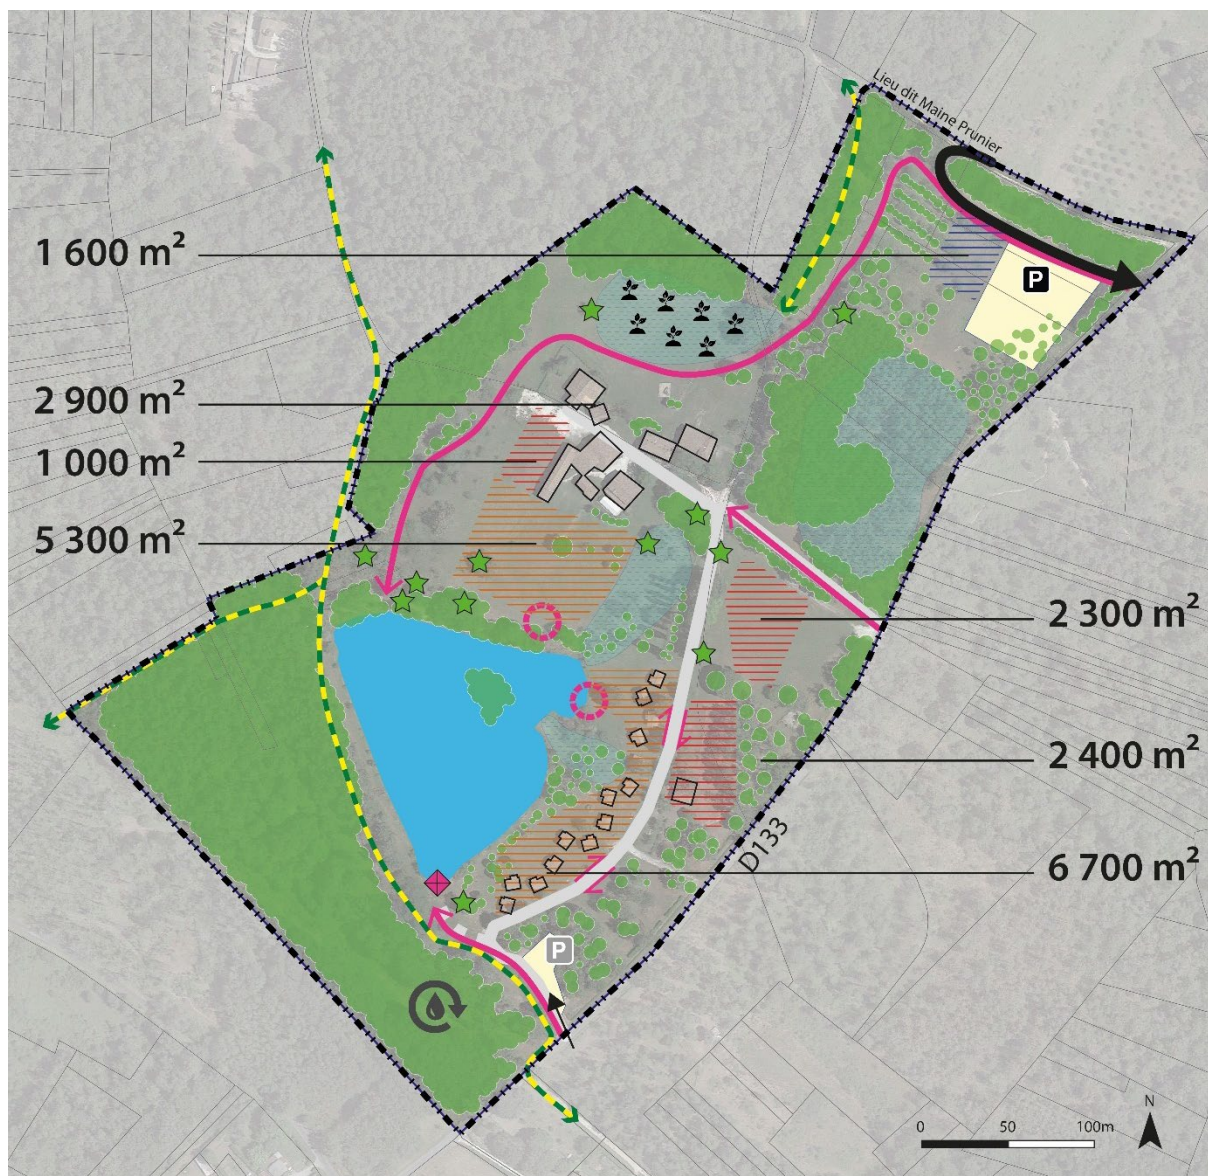 Lieu dit Maine Prunier
1 600 m²
P
2 900 m²
1 000 m²
5 300 m²
2 300 m²
2 400 m²
D133
6 700 m²
P
N
0 50 100m